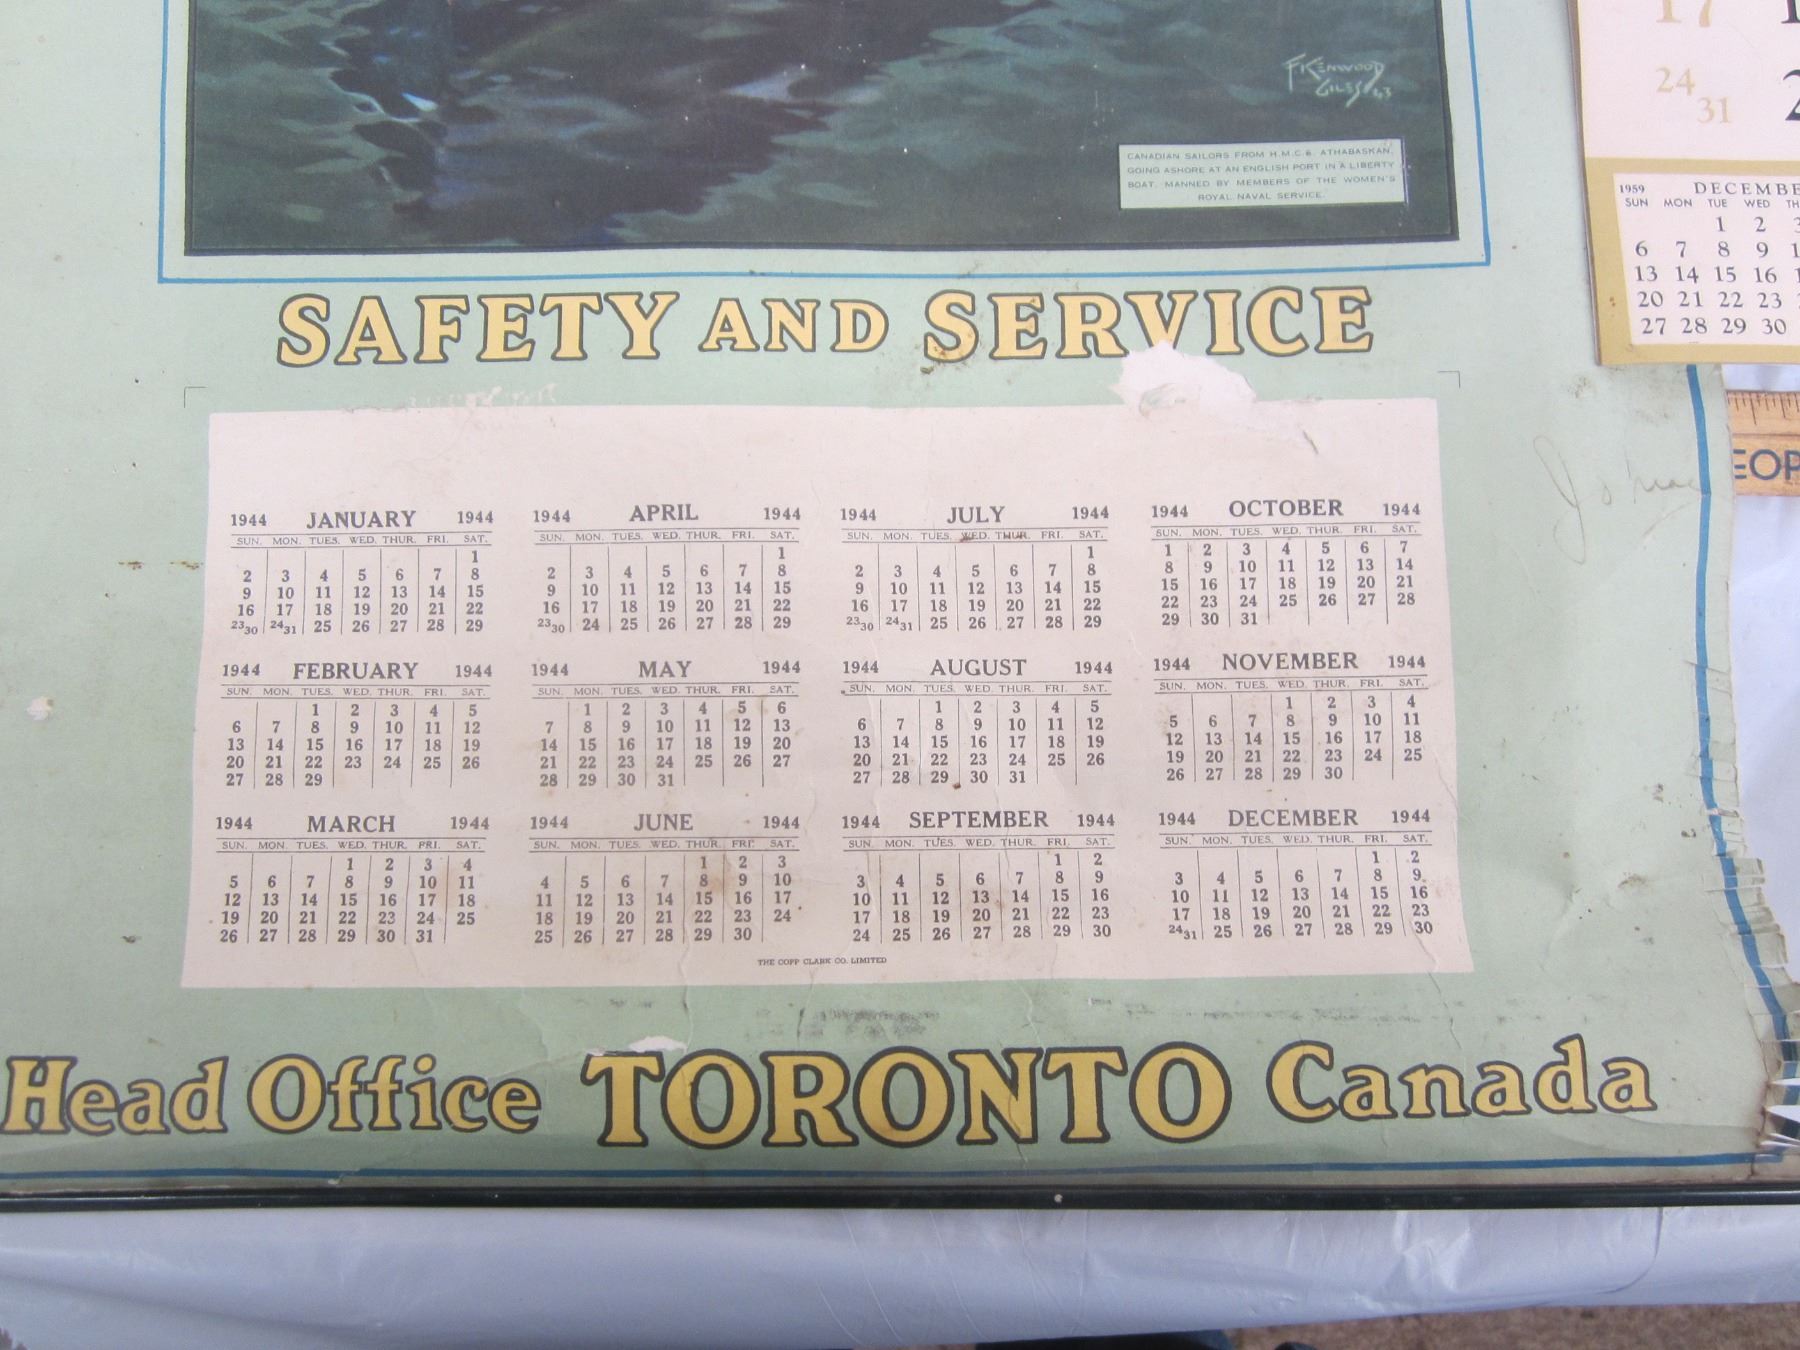 F KENWOOD
GILES 43
CANADIAN SAILORS FROM H.M.C.S. ATHABASKAN,
GOING ASHORE AT AN ENGLISH PORT IN A LIBERTY
BOAT. MANNED BY MEMBERS OF THE WOMEN'S
ROYAL NAVAL SERVICE.
SAFETY AND SERVICE
1944 JANUARY 1944
SUN. MON. TUES. WED. THUR. FRI. SAT.
1
2 3 4 5 6 7 8
9 10 11 12 13 14 15
16 17 18 19 20 21 22
23 30 24 31 25 26 27 28 29
1944 FEBRUARY 1944
SUN. MON. TUES. WED. THUR. FRI. SAT.
1 2 3 4 5
6 7 8 9 10 11 12
13 14 15 16 17 18 19
20 21 22 23 24 25 26
27 28 29
1944 MARCH 1944
SUN. MON. TUES. WED. THUR. FRI. SAT.
1 2 3 4
5 6 7 8 9 10 11
12 13 14 15 16 17 18
19 20 21 22 23 24 25
26 27 28 29 30 31
1944 APRIL 1944
SUN. MON. TUES. WED. THUR. FRI. SAT.
1
2 3 4 5 6 7 8
9 10 11 12 13 14 15
16 17 18 19 20 21 22
23 30 24 25 26 27 28 29
1944 MAY 1944
SUN. MON. TUES. WED. THUR. FRI. SAT.
1 2 3 4 5 6
7 8 9 10 11 12 13
14 15 16 17 18 19 20
21 22 23 24 25 26 27
28 29 30 31
1944 JUNE 1944
SUN. MON. TUES. WED. THUR. FRI. SAT.
1 2 3
4 5 6 7 8 9 10
11 12 13 14 15 16 17
18 19 20 21 22 23 24
25 26 27 28 29 30
1944 JULY 1944
SUN. MON. TUES. WED. THUR. FRI. SAT.
1
2 3 4 5 6 7 8
9 10 11 12 13 14 15
16 17 18 19 20 21 22
23 30 24 31 25 26 27 28 29
1944 AUGUST 1944
SUN. MON. TUES. WED. THUR. FRI. SAT.
1 2 3 4 5
6 7 8 9 10 11 12
13 14 15 16 17 18 19
20 21 22 23 24 25 26
27 28 29 30 31
1944 SEPTEMBER 1944
SUN. MON. TUES. WED. THUR. FRI. SAT.
1 2
3 4 5 6 7 8 9
10 11 12 13 14 15 16
17 18 19 20 21 22 23
24 25 26 27 28 29 30
1944 OCTOBER 1944
SUN. MON. TUES. WED. THUR. FRI. SAT.
1 2 3 4 5 6 7
8 9 10 11 12 13 14
15 16 17 18 19 20 21
22 23 24 25 26 27 28
29 30 31
1944 NOVEMBER 1944
SUN. MON. TUES. WED. THUR. FRI. SAT.
1 2 3 4
5 6 7 8 9 10 11
12 13 14 15 16 17 18
19 20 21 22 23 24 25
26 27 28 29 30
1944 DECEMBER 1944
SUN. MON. TUES. WED. THUR. FRI. SAT.
1 2
3 4 5 6 7 8 9
10 11 12 13 14 15 16
17 18 19 20 21 22 23
24 31 25 26 27 28 29 30
THE COPP CLARK CO. LIMITED
Head Office TORONTO Canada
17 1
24 31 2
1959 DECEMBE
SUN MON TUE WED TH
1 2 3
6 7 8 9 1
13 14 15 16 1
20 21 22 23
27 28 29 30
EOP